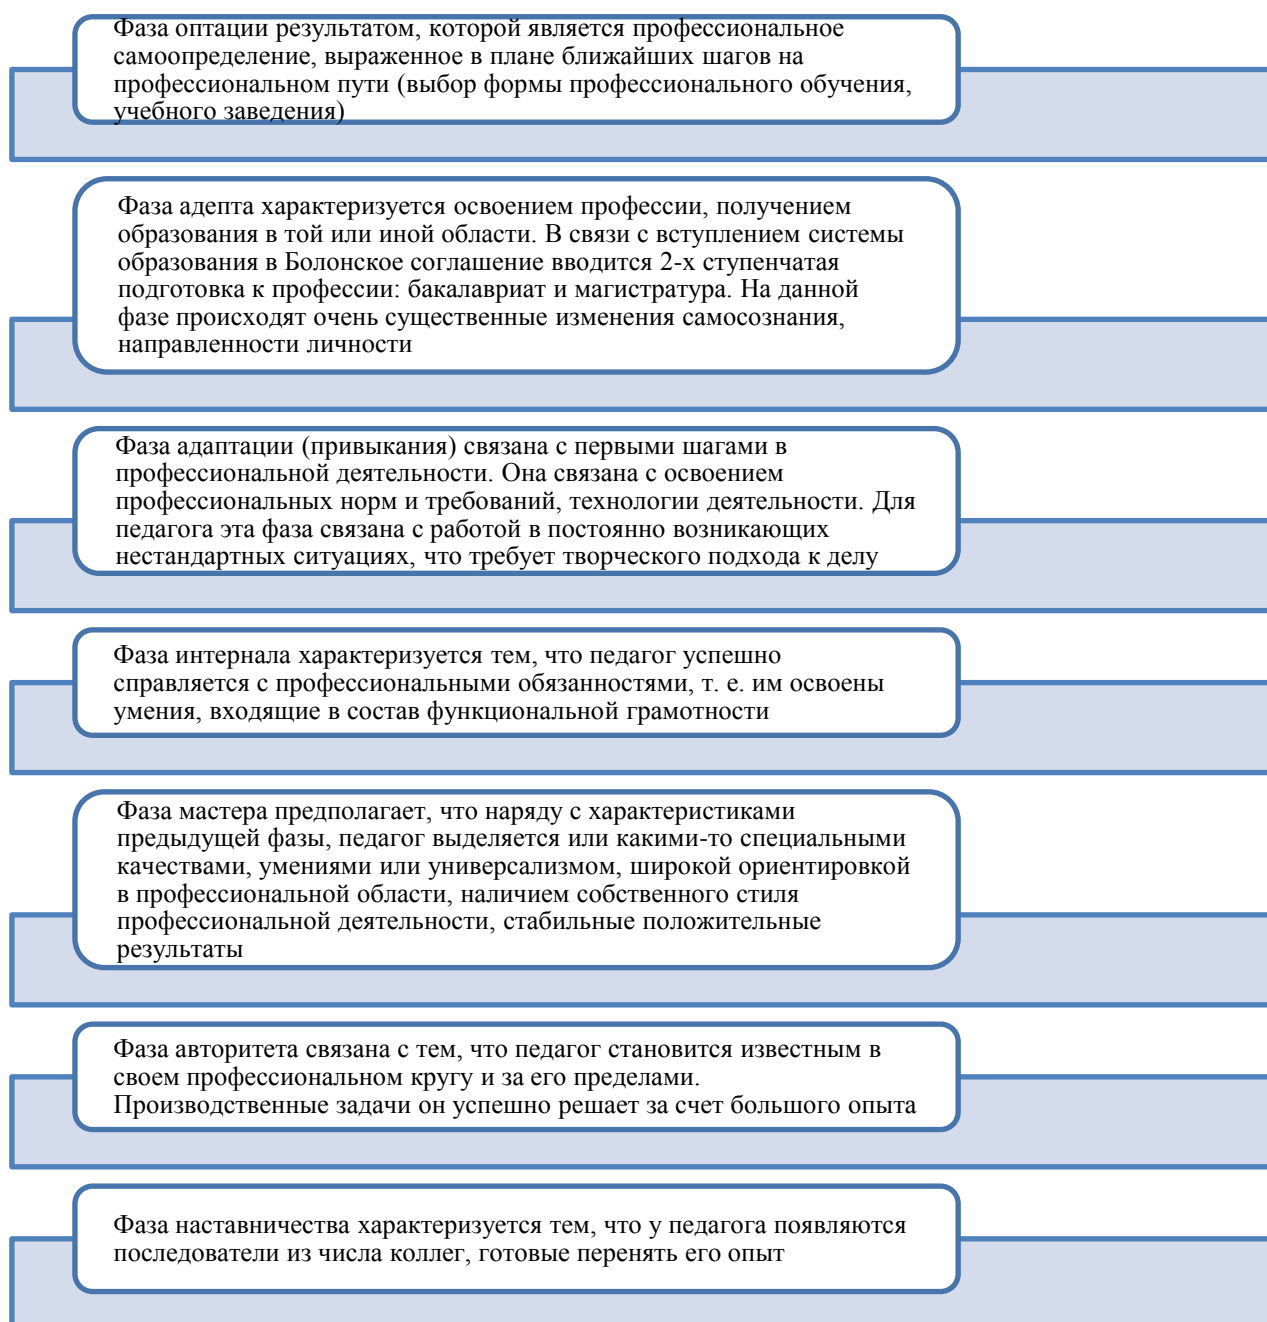 Фаза оптации результатом, которой является профессиональное
самоопределение, выраженное в плане ближайших шагов на
профессиональном пути (выбор формы профессионального обучения,
учебного заведения)
Фаза адепта характеризуется освоением профессии, получением
образования в той или иной области. В связи с вступлением системы
образования в Болонское соглашение вводится 2-х ступенчатая
подготовка к профессии: бакалавриат и магистратура. На данной
фазе происходят очень существенные изменения самосознания,
направленности личности
Фаза адаптации (привыкания) связана с первыми шагами в
профессиональной деятельности. Она связана с освоением
профессиональных норм и требований, технологии деятельности. Для
педагога эта фаза связана с работой в постоянно возникающих
нестандартных ситуациях, что требует творческого подхода к делу
Фаза интернала характеризуется тем, что педагог успешно
справляется с профессиональными обязанностями, т. е. им освоены
умения, входящие в состав функциональной грамотности
Фаза мастера предполагает, что наряду с характеристиками
предыдущей фазы, педагог выделяется или какими-то специальными
качествами, умениями или универсализмом, широкой ориентировкой
в профессиональной области, наличием собственного стиля
профессиональной деятельности, стабильные положительные
результаты
Фаза авторитета связана с тем, что педагог становится известным в
своем профессиональном кругу и за его пределами.
Производственные задачи он успешно решает за счет большого опыта
Фаза наставничества характеризуется тем, что у педагога появляются
последователи из числа коллег, готовые перенять его опыт